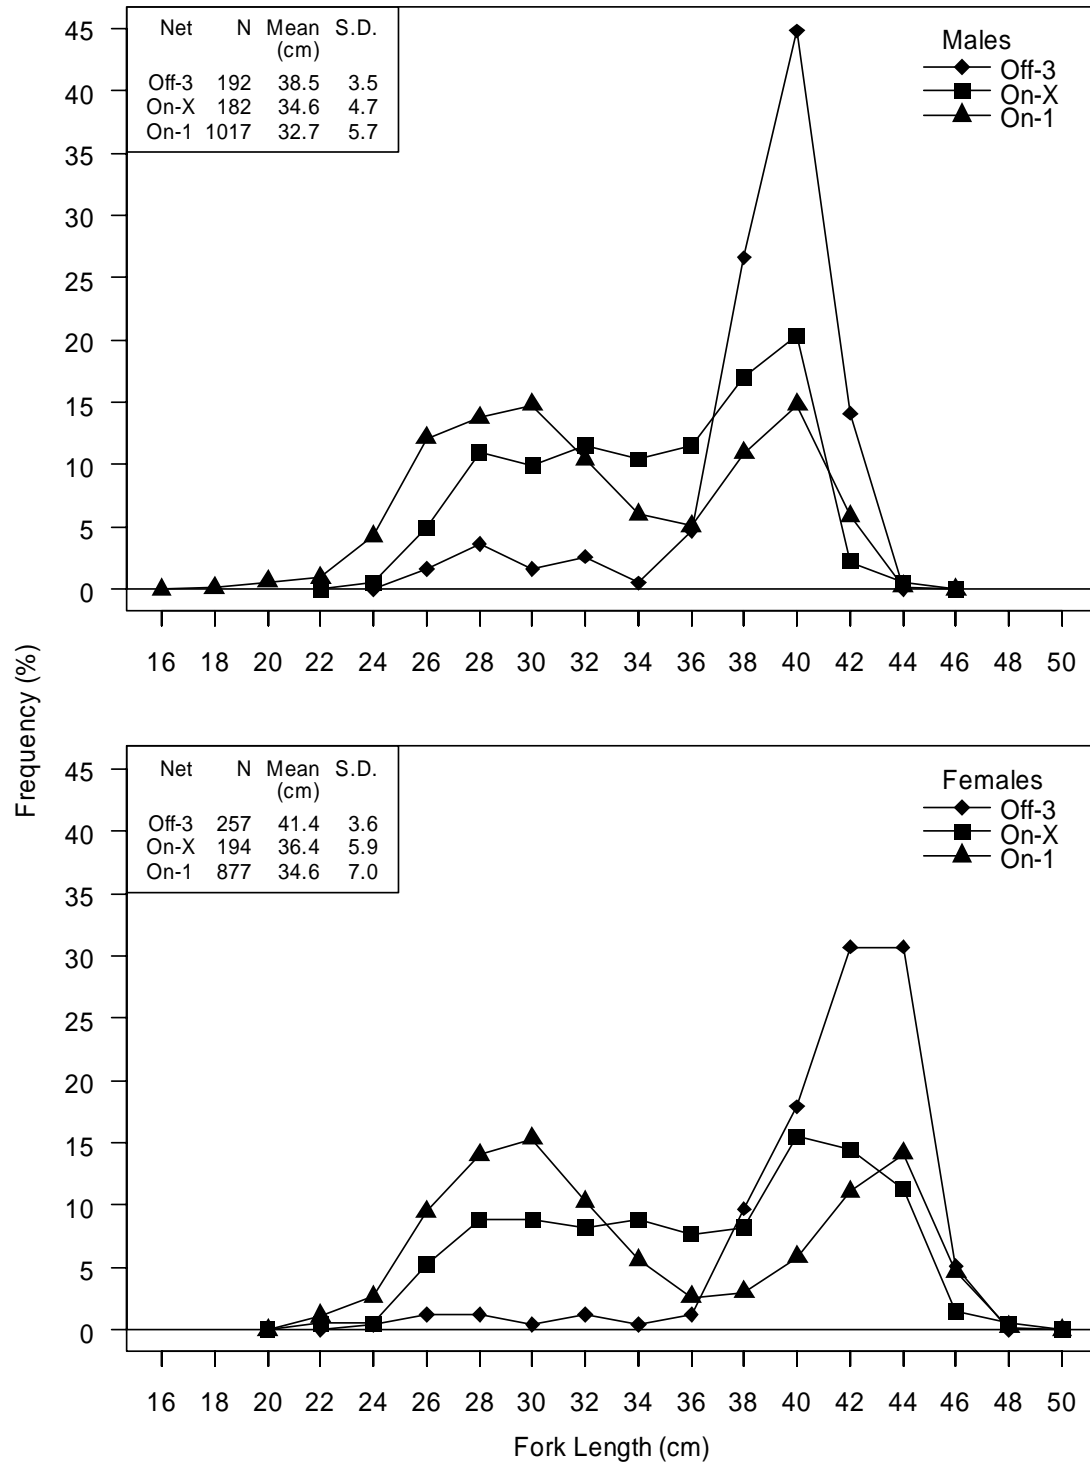 Net N Mean S.D.
(cm)
Off-3 192 38.5 3.5
On-X 182 34.6 4.7
On-1 1017 32.7 5.7
Males
Off-3
On-X
On-1
45
40
35
30
25
20
15
10
5
0
16 18 20 22 24 26 28 30 32 34 36 38 40 42 44 46 48 50
Frequency (%)
Net N Mean S.D.
(cm)
Off-3 257 41.4 3.6
On-X 194 36.4 5.9
On-1 877 34.6 7.0
Females
Off-3
On-X
On-1
45
40
35
30
25
20
15
10
5
0
16 18 20 22 24 26 28 30 32 34 36 38 40 42 44 46 48 50
Fork Length (cm)